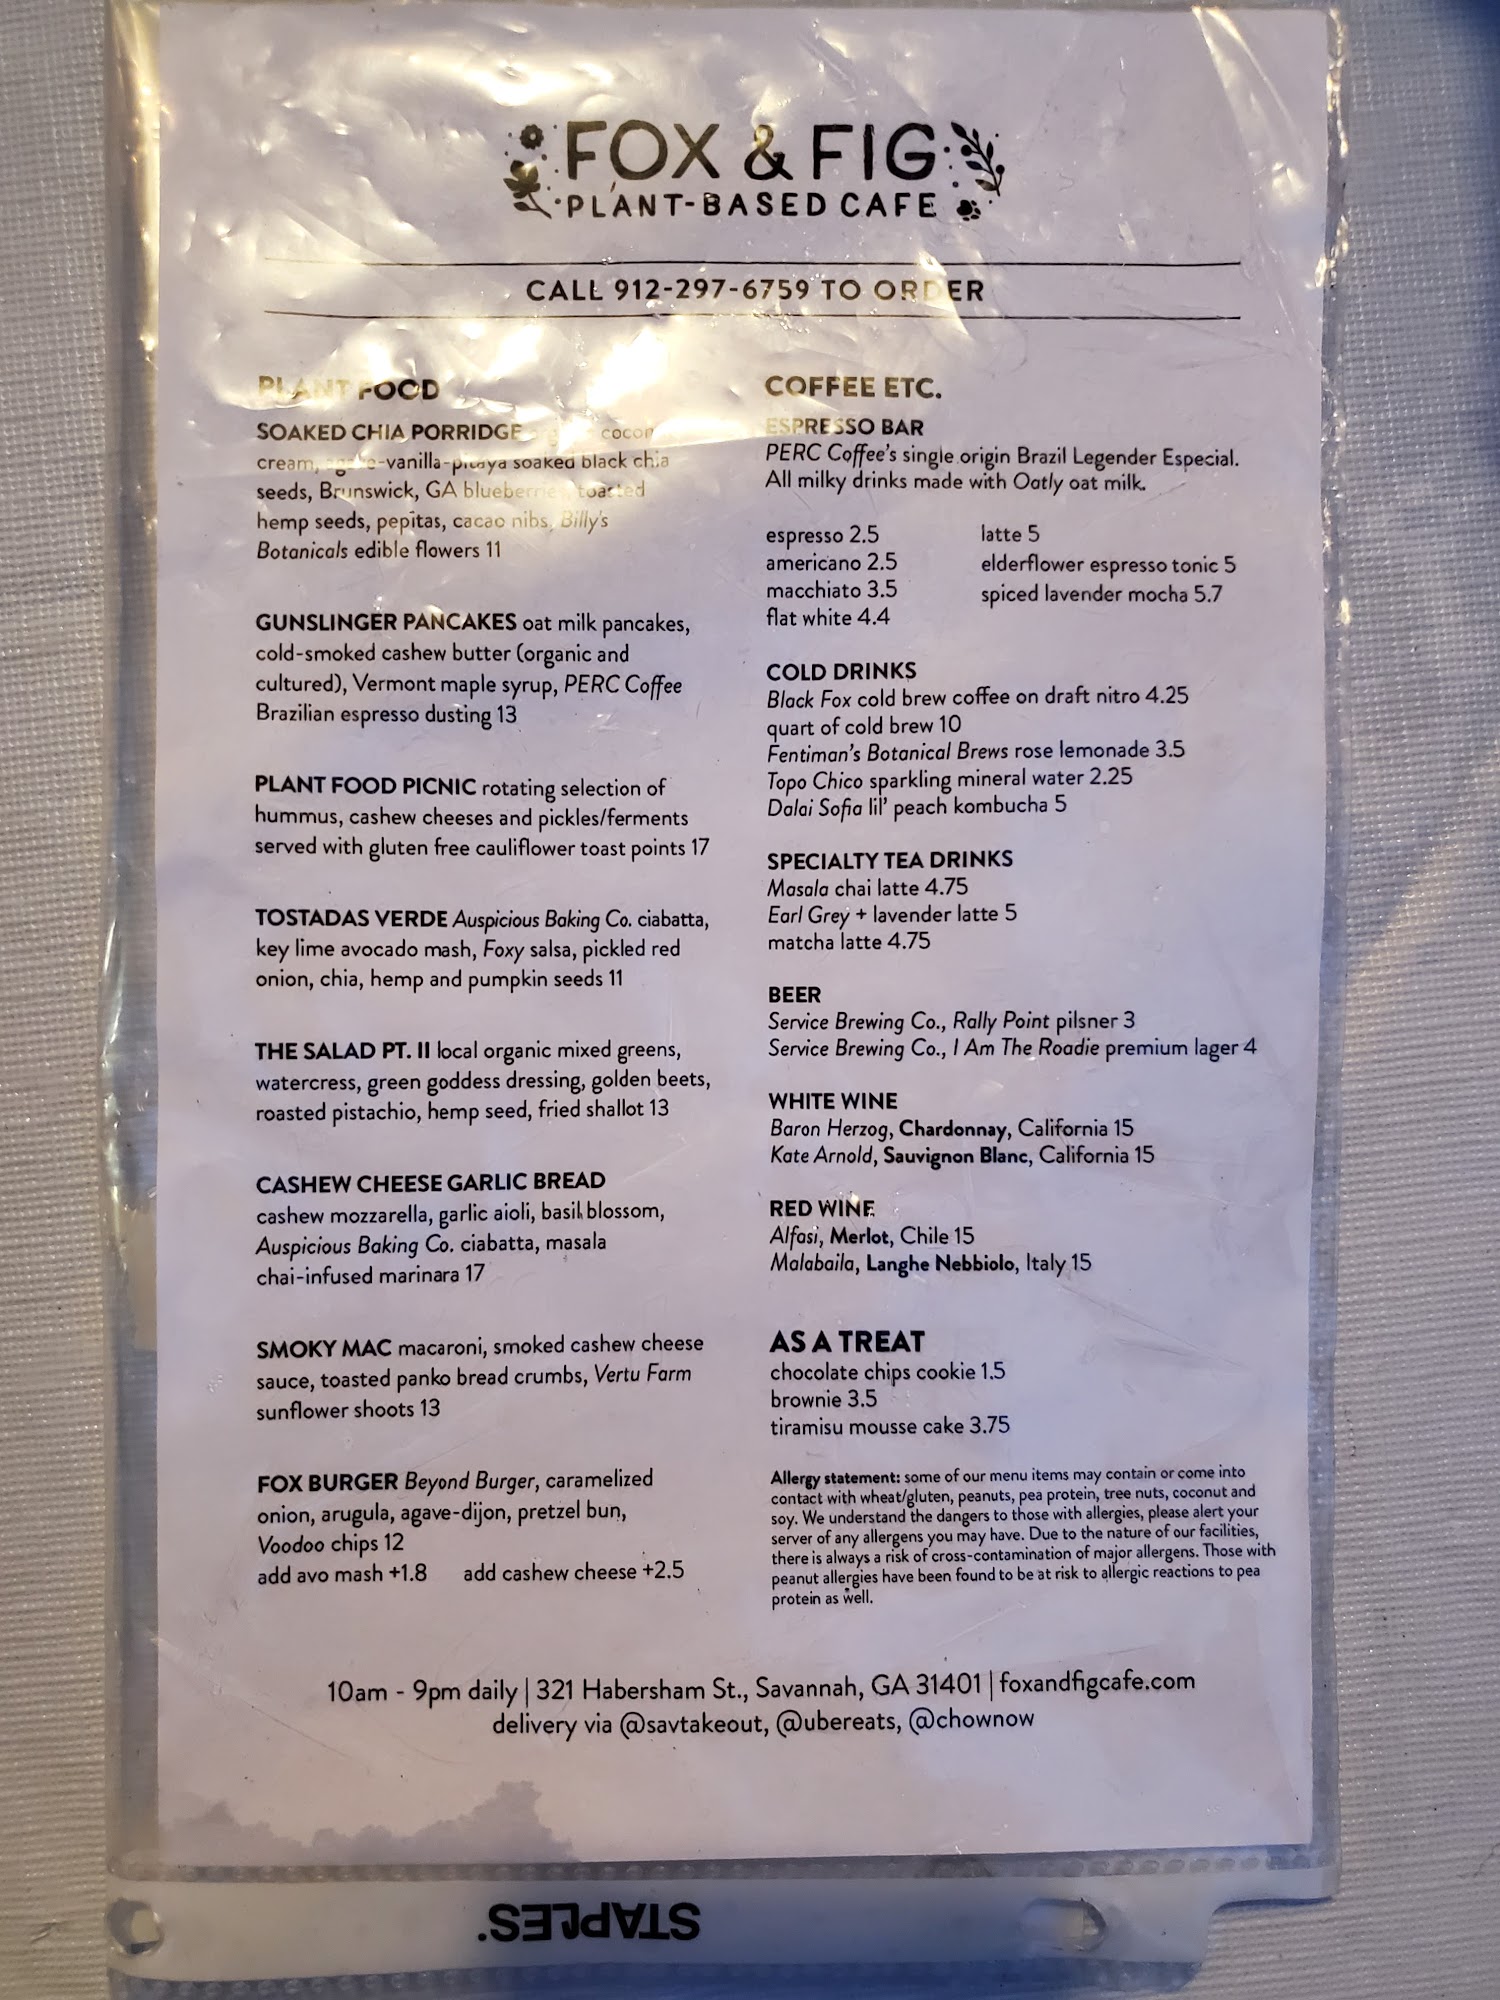 FOX & FIG
PLANT-BASED CAFE
CALL 912-297-6759 TO ORDER
PLANT FOOD
SOAKED CHIA PORRIDGE
cream, agave-vanilla-pitaya soaked black chia
seeds, Brunswick, GA blueberries, toasted
hemp seeds, pepitas, cacao nibs, Billy's
Botanicals edible flowers 11
GUNSLINGER PANCAKES oat milk pancakes,
cold-smoked cashew butter (organic and
cultured), Vermont maple syrup, PERC Coffee
Brazilian espresso dusting 13
PLANT FOOD PICNIC rotating selection of
hummus, cashew cheeses and pickles/ferments
served with gluten free cauliflower toast points 17
TOSTADAS VERDE Auspicious Baking Co. ciabatta,
key lime avocado mash, Foxy salsa, pickled red
onion, chia, hemp and pumpkin seeds 11
THE SALAD PT. II local organic mixed greens,
watercress, green goddess dressing, golden beets,
roasted pistachio, hemp seed, fried shallot 13
CASHEW CHEESE GARLIC BREAD
cashew mozzarella, garlic aioli, basil blossom,
Auspicious Baking Co. ciabatta, masala
chai-infused marinara 17
SMOKY MAC macaroni, smoked cashew cheese
sauce, toasted panko bread crumbs, Vertu Farm
sunflower shoots 13
FOX BURGER Beyond Burger, caramelized
onion, arugula, agave-dijon, pretzel bun,
Voodoo chips 12
add avo mash +1.8 add cashew cheese +2.5
COFFEE ETC.
ESPRESSO BAR
PERC Coffee's single origin Brazil Legender Especial.
All milky drinks made with Oatly oat milk.
espresso 2.5
americano 2.5
macchiato 3.5
flat white 4.4
latte 5
elderflower espresso tonic 5
spiced lavender mocha 5.7
COLD DRINKS
Black Fox cold brew coffee on draft nitro 4.25
quart of cold brew 10
Fentiman's Botanical Brews rose lemonade 3.5
Topo Chico sparkling mineral water 2.25
Dalai Sofia lil' peach kombucha 5
SPECIALTY TEA DRINKS
Masala chai latte 4.75
Earl Grey + lavender latte 5
matcha latte 4.75
BEER
Service Brewing Co., Rally Point pilsner 3
Service Brewing Co., I Am The Roadie premium lager 4
WHITE WINE
Baron Herzog, Chardonnay, California 15
Kate Arnold, Sauvignon Blanc, California 15
RED WINE
Alfasi, Merlot, Chile 15
Malabaila, Langhe Nebbiolo, Italy 15
AS A TREAT
chocolate chips cookie 1.5
brownie 3.5
tiramisu mousse cake 3.75
Allergy statement: some of our menu items may contain or come into
contact with wheat/gluten, peanuts, pea protein, tree nuts, coconut and
soy. We understand the dangers to those with allergies, please alert your
server of any allergens you may have. Due to the nature of our facilities,
there is always a risk of cross-contamination of major allergens. Those with
peanut allergies have been found to be at risk to allergic reactions to pea
protein as well.
10am - 9pm daily | 321 Habersham St., Savannah, GA 31401 | foxandfigcafe.com
delivery via @savtakeout, @ubereats, @chownow
STAPLES